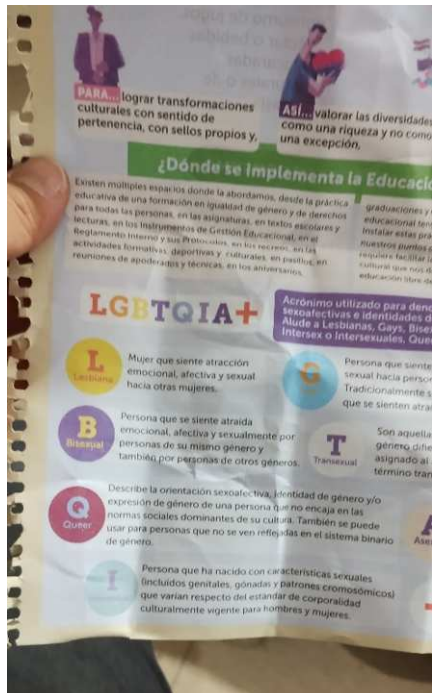 PARA... lograr transformaciones
culturales con sentido de
pertenencia, con sellos propios y,
ASÍ... valorar las diversidades
como una riqueza y no como
una excepción,
¿Dónde se implementa la Educaci
Existen múltiples espacios donde la abordamos, desde la práctica
educativa de una formación en igualdad de género y de derechos
para todas las personas, en las asignaturas, en textos escolares y
lecturas, en los Instrumentos de Gestión Educacional, en el
Reglamento Interno y sus Protocolos, en los recreos, en las
actividades formativas, deportivas y culturales, en pasillos, en
reuniones de apoderados y técnicas, en los aniversarios,
graduaciones y
educacional ten
instalar estas prá
nuestros puntos
requiere facilitar l
cultural que nos d
educación libre de
LGBTQIA+
Acrónimo utilizado para deno
sexoafectivas e identidades d
Alude a Lesbianas, Gays, Bise
Intersex o Intersexuales, Que
L
Lesbiana
Mujer que siente atracción
emocional, afectiva y sexual
hacia otras mujeres.
G
Persona que siente
sexual hacia person
Tradicionalmente s
que se sienten atra
B
Bisexual
Persona que se siente atraída
emocional, afectiva y sexualmente por
personas de su mismo género y
también por personas de otros géneros.
T
Transexual
Son aquella
género dife
asignado al
término tran
Q
Queer
Describe la orientación sexoafectiva, identidad de género y/o
expresión de género de una persona que no encaja en las
normas sociales dominantes de su cultura. También se puede
usar para personas que no se ven reflejadas en el sistema binario
de género.
A
Ase
I
Persona que ha nacido con características sexuales
(incluidos genitales, gónadas y patrones cromosómicos)
que varían respecto del estándar de corporalidad
culturalmente vigente para hombres y mujeres.